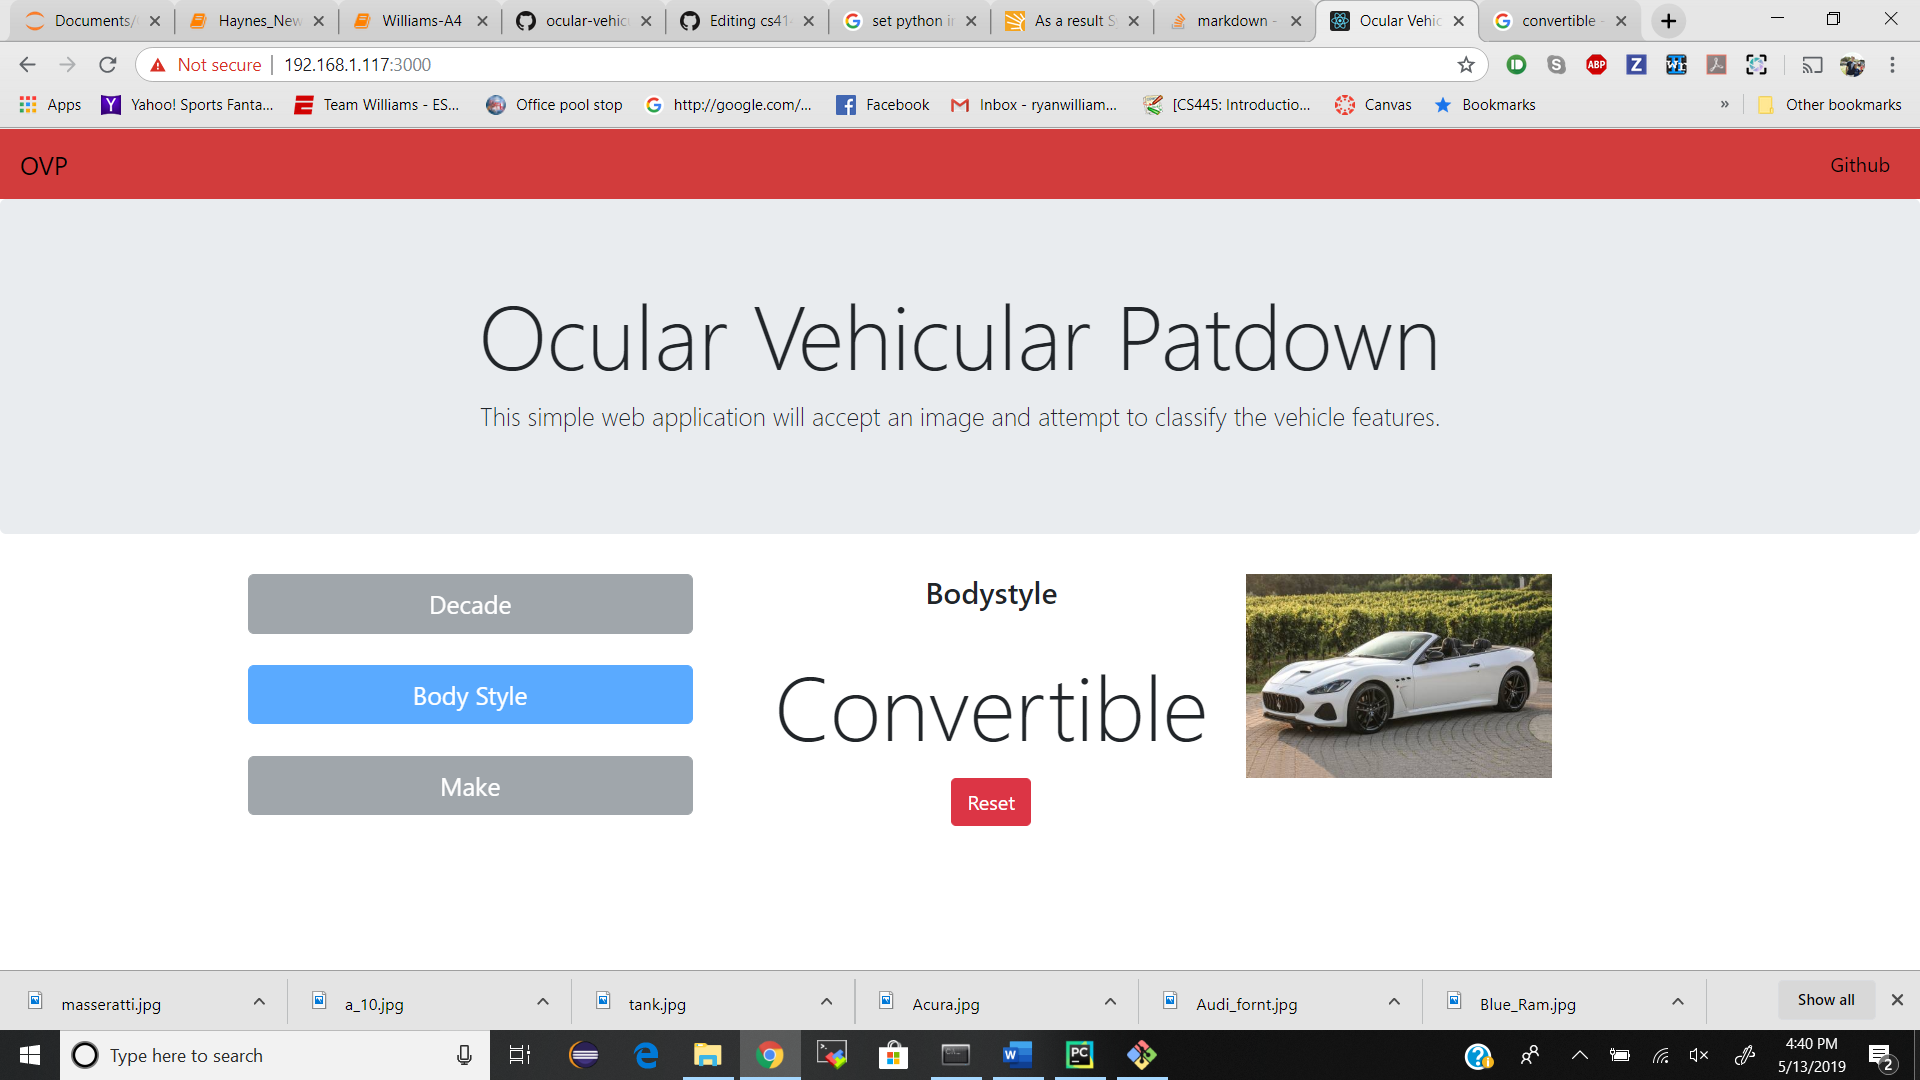 Documents/
Haynes_New
Williams-A4
ocular-vehic
Editing cs41
set python i
As a result S
markdown -
Ocular Vehic
convertible -
Not secure
192.168.1.117:3000
Apps
Yahoo! Sports Fanta...
Team Williams - ES...
Office pool stop
http://google.com/...
Facebook
Inbox - ryanwilliam...
[CS445: Introductio...
Canvas
Bookmarks
»
Other bookmarks
OVP
Github
Ocular Vehicular Patdown
This simple web application will accept an image and attempt to classify the vehicle features.
Decade
Body Style
Make
Bodystyle
Convertible
Reset
masseratti.jpg
a_10.jpg
tank.jpg
Acura.jpg
Audi_fornt.jpg
Blue_Ram.jpg
Show all
Type here to search
4:40 PM
5/13/2019
2